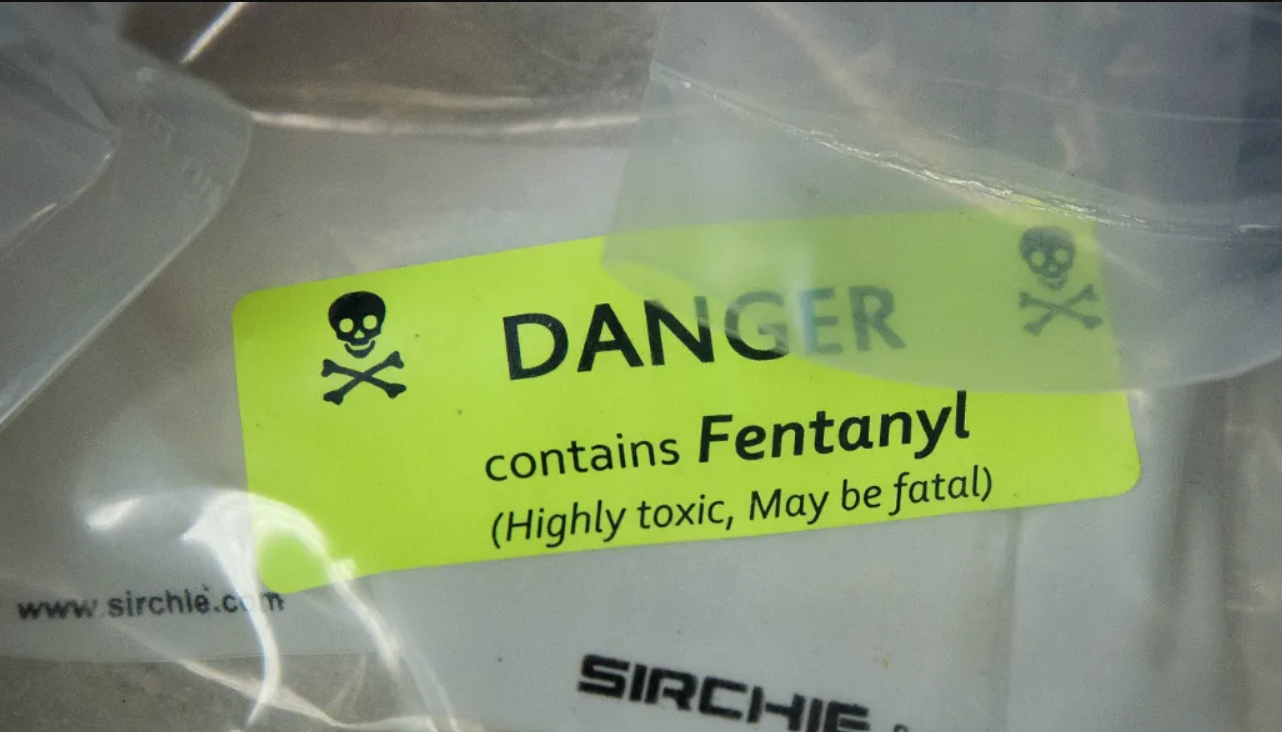 DANGER
contains Fentanyl
(Highly toxic, May be fatal)
www.sirchie.com
SIRCHIE